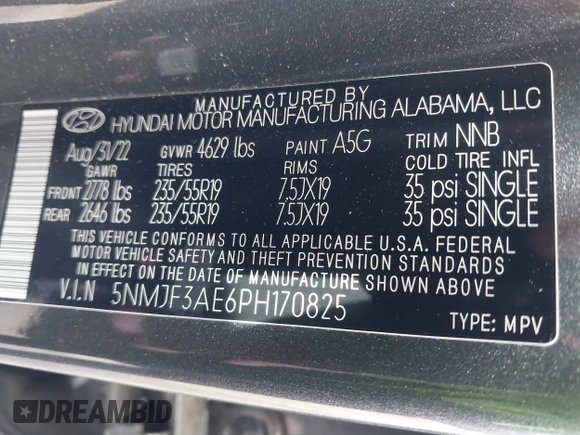 MANUFACTURED BY
HYUNDAI MOTOR MANUFACTURING ALABAMA, LLC
Aug/31/22 GVWR 4629 lbs PAINT A5G TRIM NNB
GAWR TIRES RIMS COLD TIRE INFL
FRONT 2778 lbs 235/55R19 7.5JX19 35 psi SINGLE
REAR 2646 lbs 235/55R19 7.5JX19 35 psi SINGLE
THIS VEHICLE CONFORMS TO ALL APPLICABLE U.S.A. FEDERAL
MOTOR VEHICLE SAFETY AND THEFT PREVENTION STANDARDS
IN EFFECT ON THE DATE OF MANUFACTURE SHOWN ABOVE
V.I.N 5NMJF3AE6PH170825
TYPE: MPV
DREAMBID